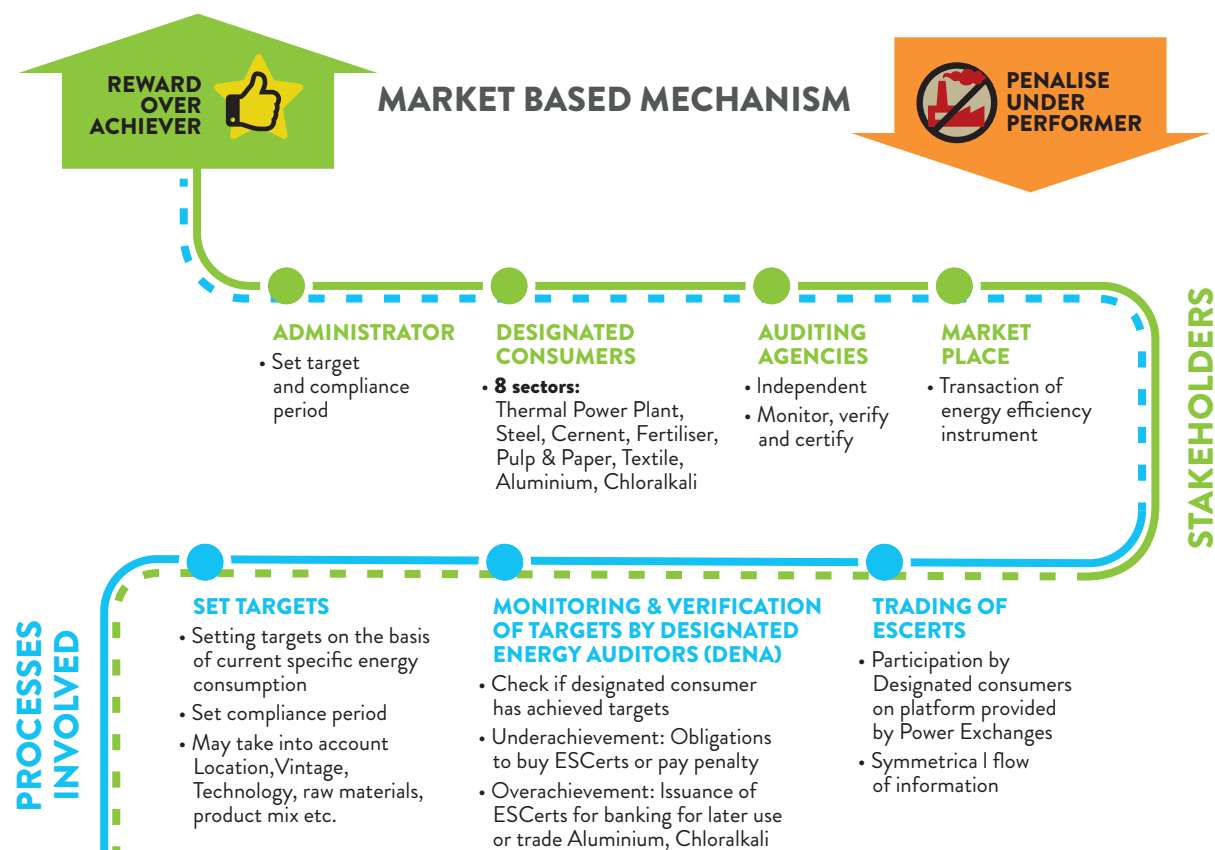 REWARD
OVER
ACHIEVER
MARKET BASED MECHANISM
PENALISE
UNDER
PERFORMER
STAKEHOLDERS
ADMINISTRATOR
• Set target
and compliance
period
DESIGNATED
CONSUMERS
• 8 sectors:
Thermal Power Plant,
Steel, Cernent, Fertiliser,
Pulp & Paper, Textile,
Aluminium, Chloralkali
AUDITING
AGENCIES
• Independent
• Monitor, verify
and certify
MARKET
PLACE
• Transaction of
energy efficiency
instrument
PROCESSES
INVOLVED
SET TARGETS
• Setting targets on the basis
of current specific energy
consumption
• Set compliance period
• May take into account
Location,Vintage,
Technology, raw materials,
product mix etc.
MONITORING & VERIFICATION
OF TARGETS BY DESIGNATED
ENERGY AUDITORS (DENA)
• Check if designated consumer
has achieved targets
• Underachievement: Obligations
to buy ESCerts or pay penalty
• Overachievement: Issuance of
ESCerts for banking for later use
or trade Aluminium, Chloralkali
TRADING OF
ESCERTS
• Participation by
Designated consumers
on platform provided
by Power Exchanges
• Symmetrica l flow
of information